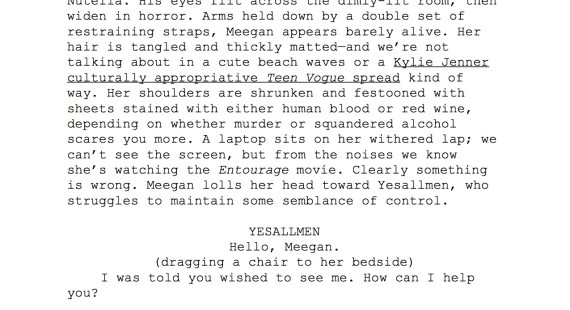 Nutella. His eyes flit across the dimly-lit room, then
widen in horror. Arms held down by a double set of
restraining straps, Meegan appears barely alive. Her
hair is tangled and thickly matted—and we’re not
talking about in a cute beach waves or a Kylie Jenner
culturally appropriative Teen Vogue spread kind of
way. Her shoulders are shrunken and festooned with
sheets stained with either human blood or red wine,
depending on whether murder or squandered alcohol
scares you more. A laptop sits on her withered lap; we
can’t see the screen, but from the noises we know
she’s watching the Entourage movie. Clearly something
is wrong. Meegan lolls her head toward Yesallmen, who
struggles to maintain some semblance of control.
YESALLMEN
Hello, Meegan.
(dragging a chair to her bedside)
I was told you wished to see me. How can I help
you?